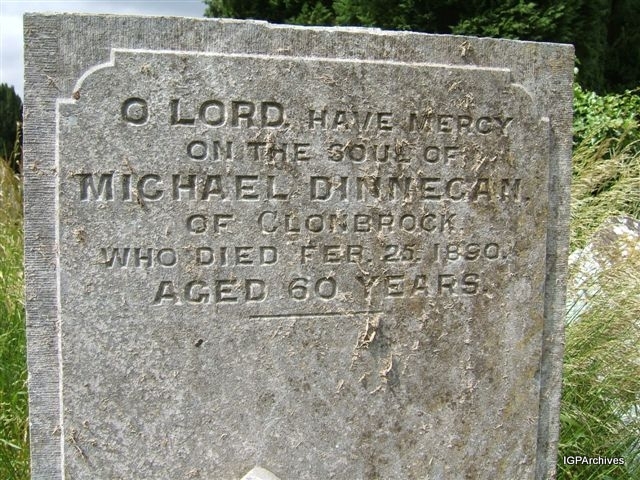 O LORD, HAVE MERCY
ON THE SOUL OF
MICHAEL DINNEGAN.
OF CLONBROCK
WHO DIED FEB. 25. 1890.
AGED 60 YEARS.
IGPArchives